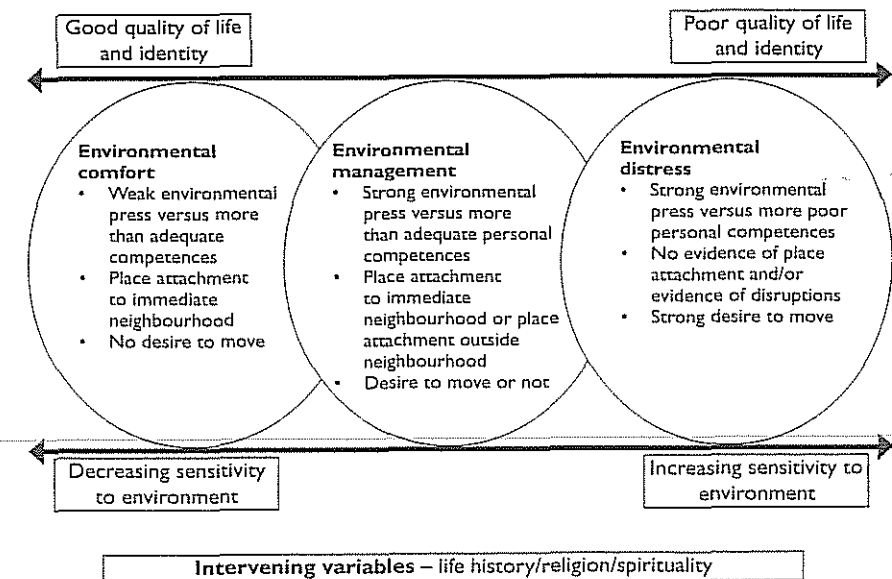 Good quality of life
and identity
Poor quality of life
and identity
Environmental
comfort
• Weak environmental
press versus more
than adequate
competences
• Place attachment
to immediate
neighbourhood
• No desire to move
Environmental
management
• Strong environmental
press versus more
than adequate personal
competences
• Place attachment
to immediate
neighbourhood or place
attachment outside
neighbourhood
• Desire to move or not
Environmental
distress
• Strong environmental
press versus more poor
personal competences
• No evidence of place
attachment and/or
evidence of disruptions
• Strong desire to move
Decreasing sensitivity
to environment
Increasing sensitivity to
environment
Intervening variables – life history/religion/spirituality